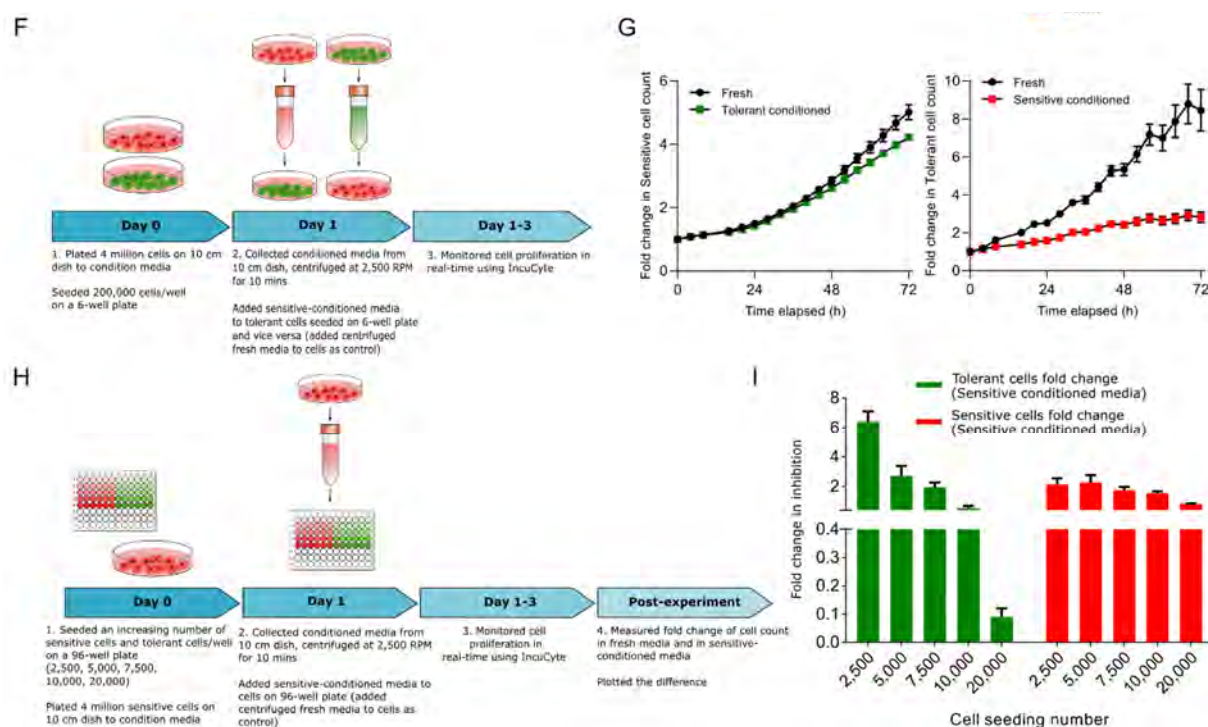 F
Day 0
Day 1
Day 1-3
1. Plated 4 million cells on 10 cm
dish to condition media
Seeded 200,000 cells/well
on a 6-well plate
2. Collected conditioned media from
10 cm dish, centrifuged at 2,500 RPM
for 10 mins
Added sensitive-conditioned media
to tolerant cells seeded on 6-well plate
and vice versa (added centrifuged
fresh media to cells as control)
3. Monitored cell proliferation in
real-time using IncuCyte
G
Fold change in Sensitive cell count
6
4
2
0
Fresh
Tolerant conditioned
0
24
48
72
Time elapsed (h)
Fold change in Tolerant cell count
10
8
6
4
2
0
Fresh
Sensitive conditioned
0
24
48
72
Time elapsed (h)
H
Day 0
Day 1
Day 1-3
Post-experiment
1. Seeded an increasing number of
sensitive cells and tolerant cells/well
on a 96-well plate
(2,500, 5,000, 7,500,
10,000, 20,000)
Plated 4 million sensitive cells on
10 cm dish to condition media
2. Collected conditioned media from
10 cm dish, centrifuged at 2,500 RPM
for 10 mins
Added sensitive-conditioned media to
cells on 96-well plate (added
centrifuged fresh media to cells as
control)
3. Monitored cell
proliferation in
real-time using IncuCyte
4. Measured fold change of cell count
in fresh media and in sensitive-
conditioned media
Plotted the difference
I
Tolerant cells fold change
(Sensitive conditioned media)
Sensitive cells fold change
(Sensitive conditioned media)
Fold change in inhibition
8
6
4
2
0.4
0.3
0.2
0.1
0.0
2,500
5,000
7,500
10,000
20,000
2,500
5,000
7,500
10,000
20,000
Cell seeding number